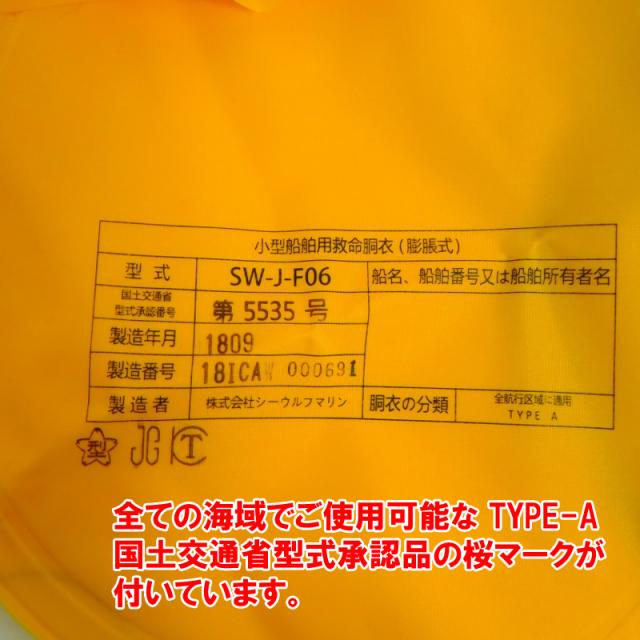 小型船舶用救命胴衣(膨脹式)
型式 SW-J-F06 船名、船舶番号又は船舶所有者名
国土交通省
型式承認番号 第 5535 号
製造年月 1809
製造番号 18ICAW 000691
製造者 株式会社シーウルフマリン 胴衣の分類 全航行区域に適用
TYPE A
型 JCI
全ての海域でご使用可能な TYPE-A
国土交通省型式承認品の桜マークが
付いています。